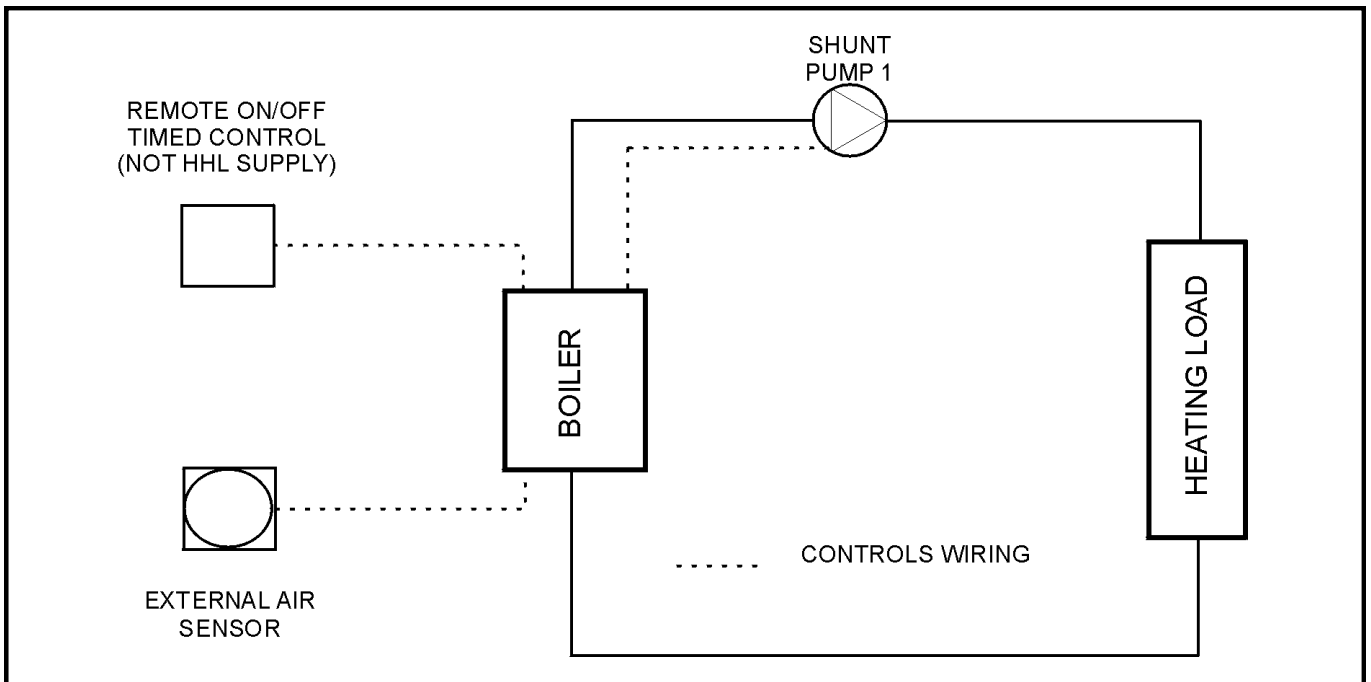 SHUNT
PUMP 1
REMOTE ON/OFF
TIMED CONTROL
(NOT HHL SUPPLY)
BOILER
HEATING LOAD
CONTROLS WIRING
EXTERNAL AIR
SENSOR